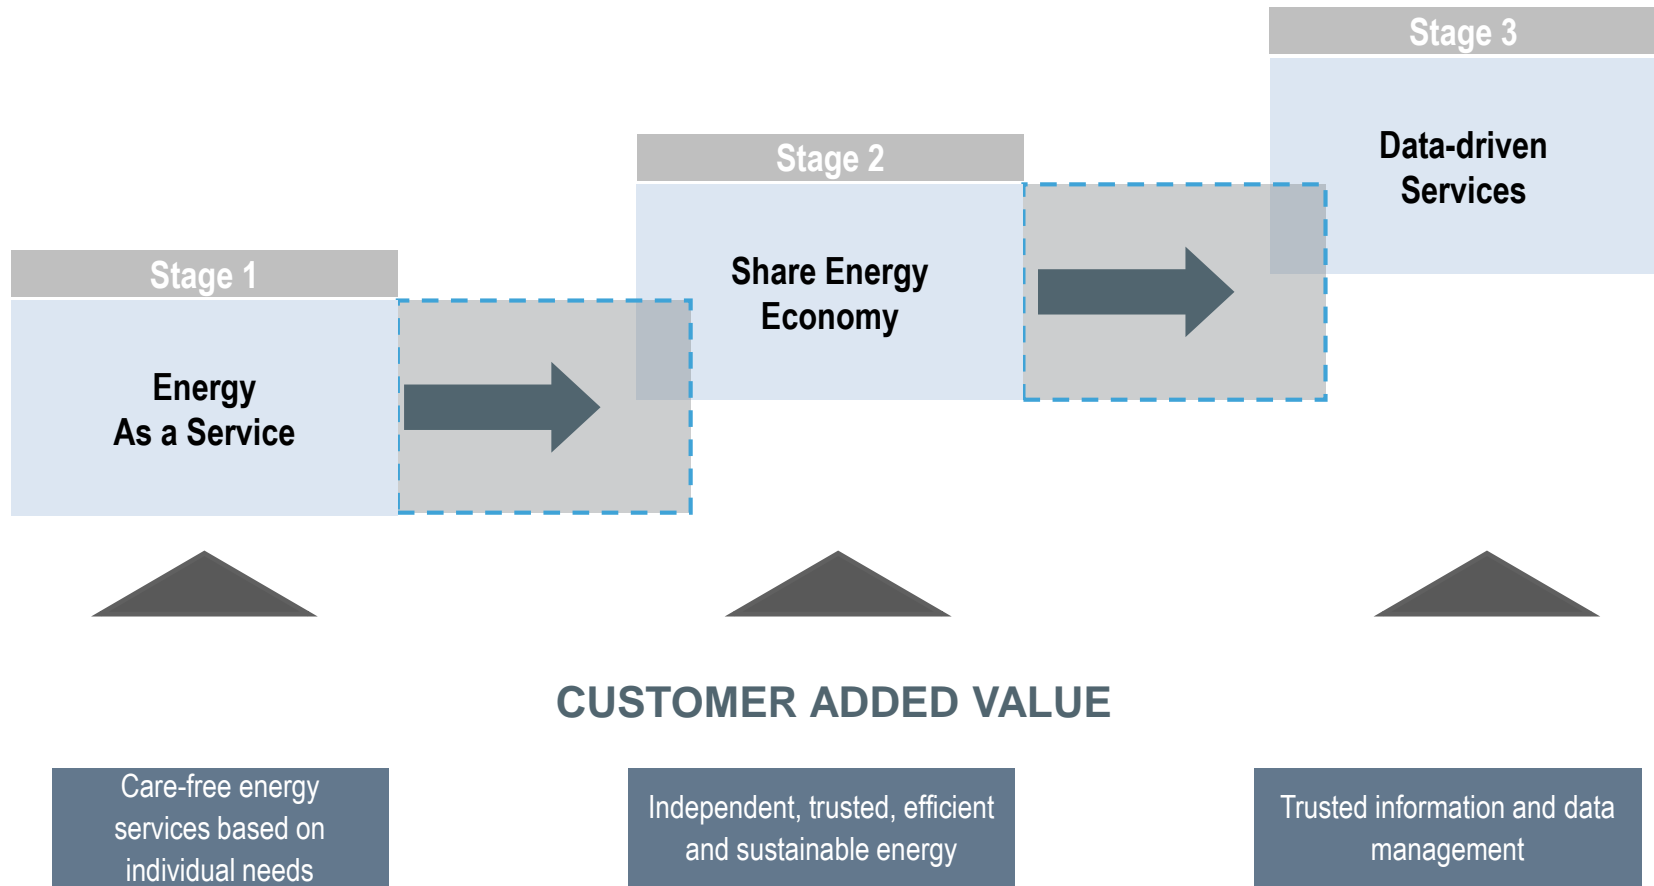 Stage 1
Energy
As a Service
Stage 2
Share Energy
Economy
Stage 3
Data-driven
Services
CUSTOMER ADDED VALUE
Care-free energy
services based on
individual needs
Independent, trusted, efficient
and sustainable energy
Trusted information and data
management